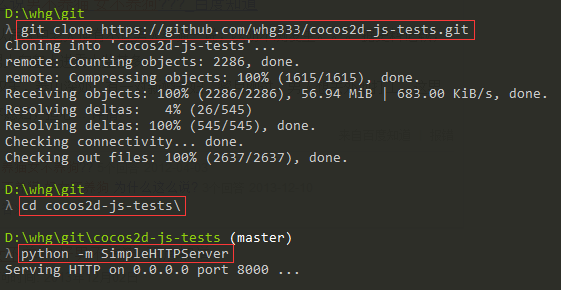 D:\whg\git
λ git clone https://github.com/whg333/cocos2d-js-tests.git
Cloning into 'cocos2d-js-tests'...
remote: Counting objects: 2286, done.
remote: Compressing objects: 100% (1615/1615), done.
Receiving objects: 100% (2286/2286), 56.94 MiB | 683.00 KiB/s, done.
Resolving deltas:   4% (26/545)
Resolving deltas: 100% (545/545), done.
Checking connectivity... done.
Checking out files: 100% (2637/2637), done.
D:\whg\git
λ cd cocos2d-js-tests\
D:\whg\git\cocos2d-js-tests (master)
λ python -m SimpleHTTPServer
Serving HTTP on 0.0.0.0 port 8000 ...